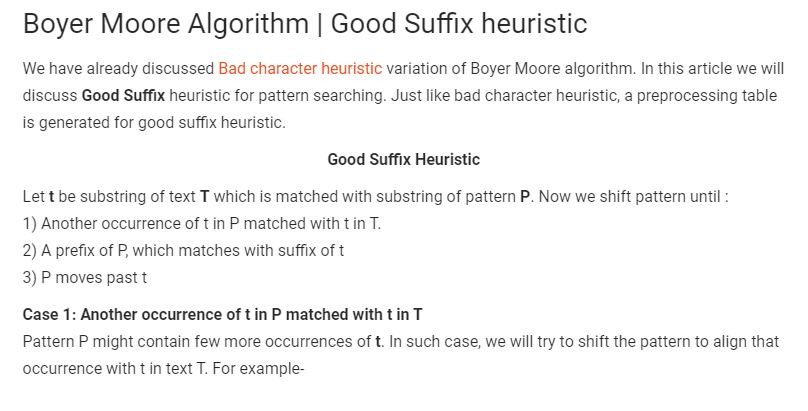 Boyer Moore Algorithm | Good Suffix heuristic
We have already discussed Bad character heuristic variation of Boyer Moore algorithm. In this article we will
discuss Good Suffix heuristic for pattern searching. Just like bad character heuristic, a preprocessing table
is generated for good suffix heuristic.
Good Suffix Heuristic
Let t be substring of text T which is matched with substring of pattern P. Now we shift pattern until :
1) Another occurrence of t in P matched with t in T.
2) A prefix of P, which matches with suffix of t
3) P moves past t
Case 1: Another occurrence of t in P matched with t in T
Pattern P might contain few more occurrences of t. In such case, we will try to shift the pattern to align that
occurrence with t in text T. For example-